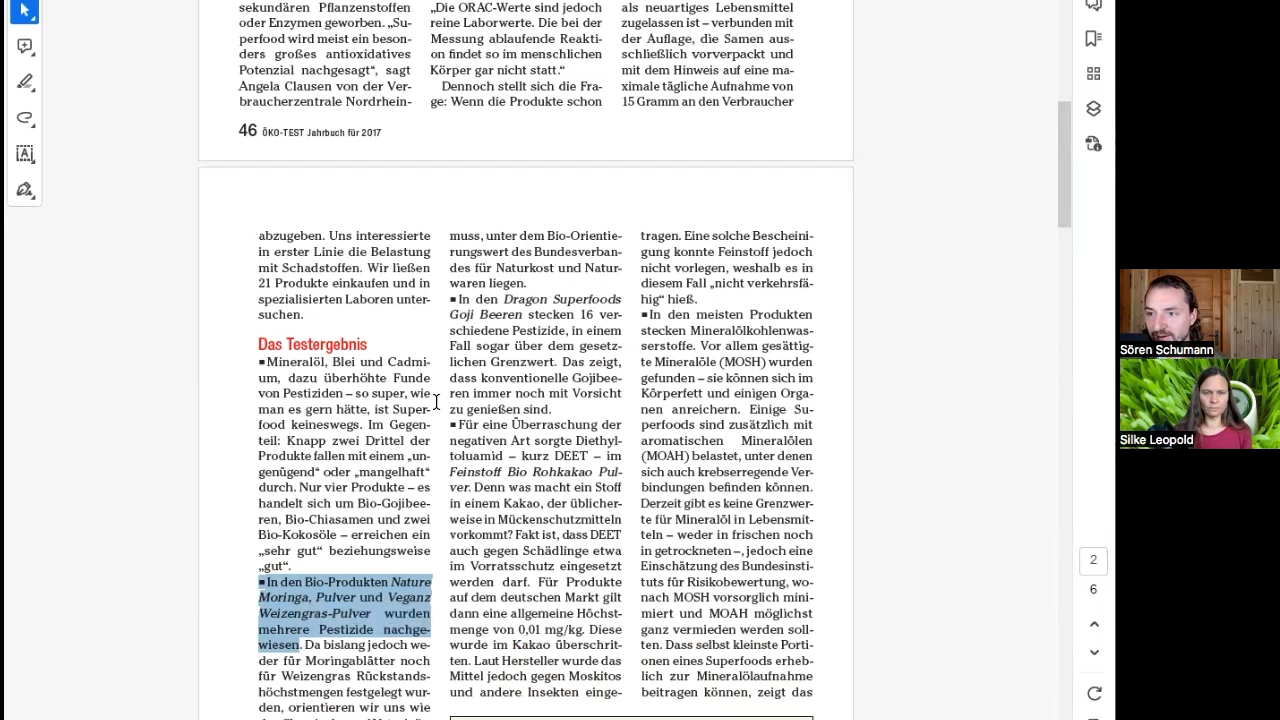 sekundären Pflanzenstoffen
oder Enzymen geworben. „Su-
perfood wird meist ein beson-
ders großes antioxidatives
Potenzial nachgesagt“, sagt
Angela Clausen von der Ver-
braucherzentrale Nordrhein-
„Die ORAC-Werte sind jedoch
reine Laborwerte. Die bei der
Messung ablaufende Reakti-
on findet so im menschlichen
Körper gar nicht statt.“
Dennoch stellt sich die Fra-
ge: Wenn die Produkte schon
als neuartiges Lebensmittel
zugelassen ist – verbunden mit
der Auflage, die Samen aus-
schließlich vorverpackt und
mit dem Hinweis auf eine ma-
ximale tägliche Aufnahme von
15 Gramm an den Verbraucher
46 ÖKO-TEST Jahrbuch für 2017
abzugeben. Uns interessierte
in erster Linie die Belastung
mit Schadstoffen. Wir ließen
21 Produkte einkaufen und in
spezialisierten Laboren unter-
suchen.
Das Testergebnis
■ Mineralöl, Blei und Cadmi-
um, dazu überhöhte Funde
von Pestiziden – so super, wie
man es gern hätte, ist Super-
food keineswegs. Im Gegen-
teil: Knapp zwei Drittel der
Produkte fallen mit einem „un-
genügend“ oder „mangelhaft“
durch. Nur vier Produkte – es
handelt sich um Bio-Gojibee-
ren, Bio-Chiasamen und zwei
Bio-Kokosöle – erreichen ein
„sehr gut“ beziehungsweise
„gut“.
■ In den Bio-Produkten Nature
Moringa, Pulver und Veganz
Weizengras-Pulver wurden
mehrere Pestizide nachge-
wiesen. Da bislang jedoch we-
der für Moringablätter noch
für Weizengras Rückstands-
höchstmengen festgelegt wur-
den, orientieren wir uns wie
muss, unter dem Bio-Orientie-
rungswert des Bundesverban-
des für Naturkost und Natur-
waren liegen.
■ In den Dragon Superfoods
Goji Beeren stecken 16 ver-
schiedene Pestizide, in einem
Fall sogar über dem gesetz-
lichen Grenzwert. Das zeigt,
dass konventionelle Gojibee-
ren immer noch mit Vorsicht
zu genießen sind.
■ Für eine Überraschung der
negativen Art sorgte Diethyl-
toluamid – kurz DEET – im
Feinstoff Bio Rohkakao Pul-
ver. Denn was macht ein Stoff
in einem Kakao, der üblicher-
weise in Mückenschutzmitteln
vorkommt? Fakt ist, dass DEET
auch gegen Schädlinge etwa
im Vorratsschutz eingesetzt
werden darf. Für Produkte
auf dem deutschen Markt gilt
dann eine allgemeine Höchst-
menge von 0,01 mg/kg. Diese
wurde im Kakao überschrit-
ten. Laut Hersteller wurde das
Mittel jedoch gegen Moskitos
und andere Insekten einge-
tragen. Eine solche Bescheini-
gung konnte Feinstoff jedoch
nicht vorlegen, weshalb es in
diesem Fall „nicht verkehrsfä-
hig“ hieß.
■ In den meisten Produkten
stecken Mineralölkohlenwas-
serstoffe. Vor allem gesättig-
te Mineralöle (MOSH) wurden
gefunden – sie können sich im
Körperfett und einigen Orga-
nen anreichern. Einige Su-
perfoods sind zusätzlich mit
aromatischen Mineralölen
(MOAH) belastet, unter denen
sich auch krebserregende Ver-
bindungen befinden können.
Derzeit gibt es keine Grenzwer-
te für Mineralöl in Lebensmit-
teln – weder in frischen noch
in getrockneten –, jedoch eine
Einschätzung des Bundesinsti-
tuts für Risikobewertung, wo-
nach MOSH vorsorglich mini-
miert und MOAH möglichst
ganz vermieden werden soll-
ten. Dass selbst kleinste Porti-
onen eines Superfoods erheb-
lich zur Mineralölaufnahme
beitragen können, zeigt das
2
6
Sören Schumann
Silke Leopold